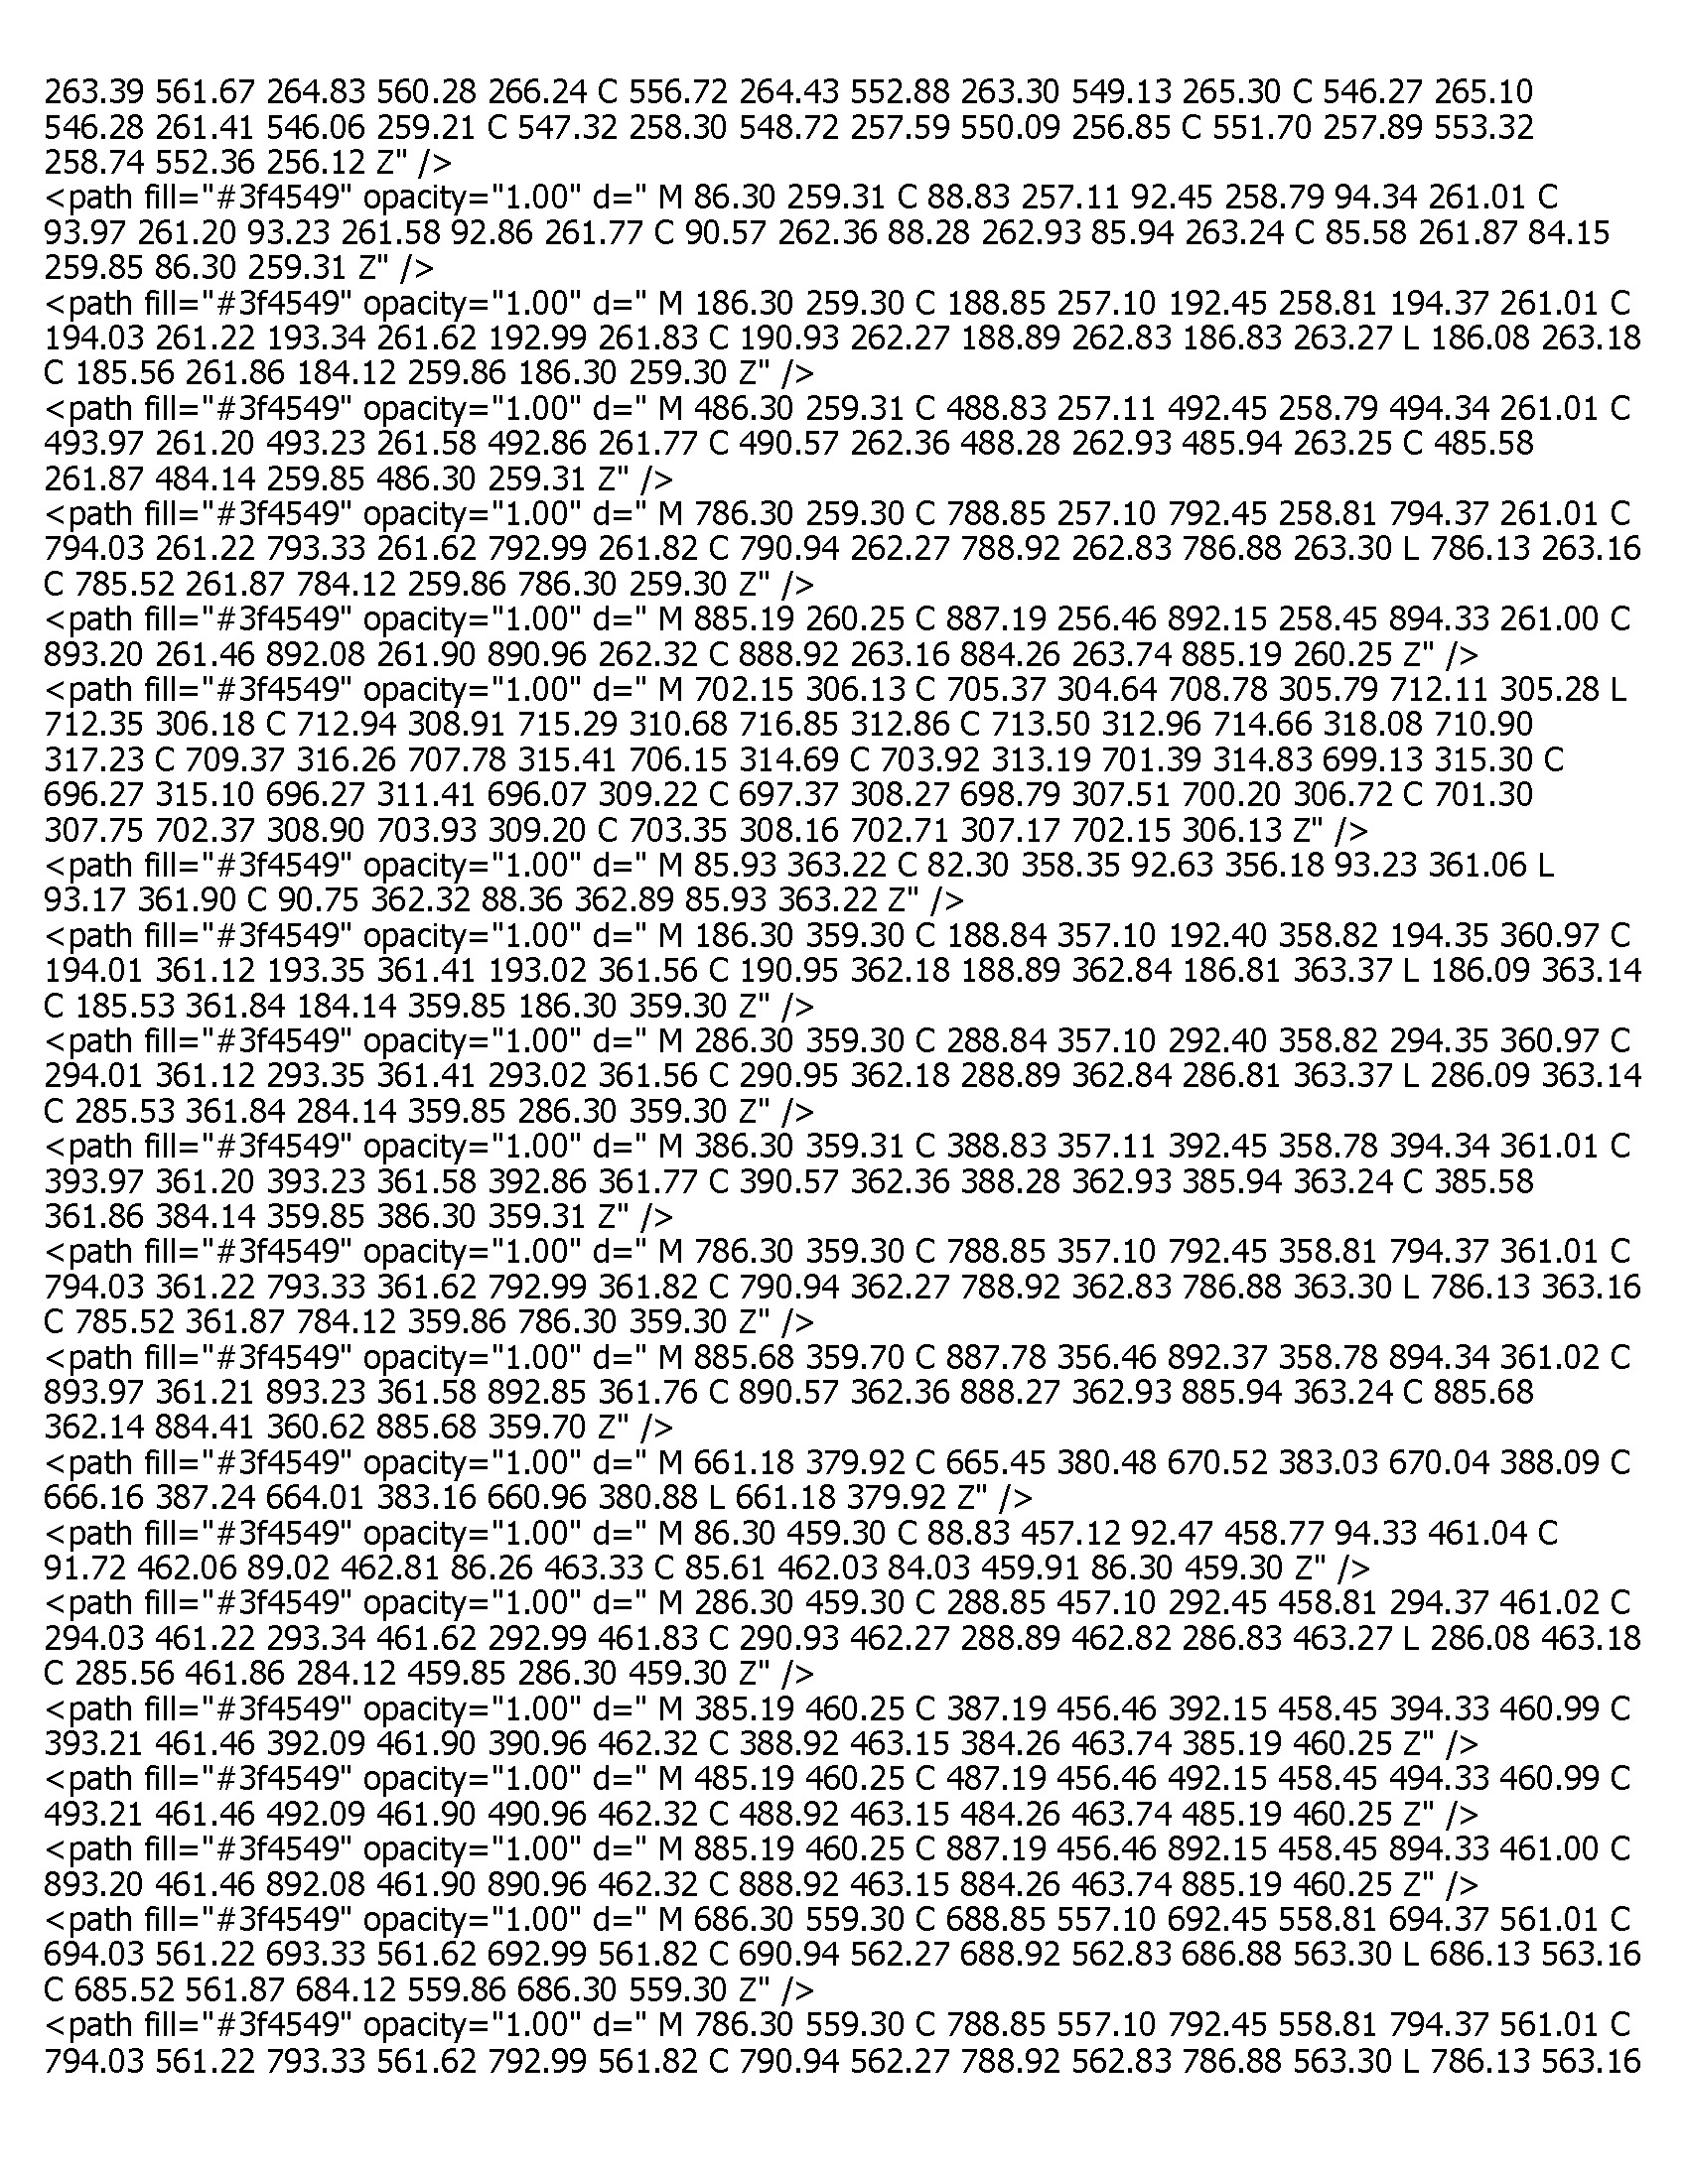 263.39 561.67 264.83 560.28 266.24 C 556.72 264.43 552.88 263.30 549.13 265.30 C 546.27 265.10
546.28 261.41 546.06 259.21 C 547.32 258.30 548.72 257.59 550.09 256.85 C 551.70 257.89 553.32
258.74 552.36 256.12 Z" />
<path fill="#3f4549" opacity="1.00" d=" M 86.30 259.31 C 88.83 257.11 92.45 258.79 94.34 261.01 C
93.97 261.20 93.23 261.58 92.86 261.77 C 90.57 262.36 88.28 262.93 85.94 263.24 C 85.58 261.87 84.15
259.85 86.30 259.31 Z" />
<path fill="#3f4549" opacity="1.00" d=" M 186.30 259.30 C 188.85 257.10 192.45 258.81 194.37 261.01 C
194.03 261.22 193.34 261.62 192.99 261.83 C 190.93 262.27 188.89 262.83 186.83 263.27 L 186.08 263.18
C 185.56 261.86 184.12 259.86 186.30 259.30 Z" />
<path fill="#3f4549" opacity="1.00" d=" M 486.30 259.31 C 488.83 257.11 492.45 258.79 494.34 261.01 C
493.97 261.20 493.23 261.58 492.86 261.77 C 490.57 262.36 488.28 262.93 485.94 263.25 C 485.58
261.87 484.14 259.85 486.30 259.31 Z" />
<path fill="#3f4549" opacity="1.00" d=" M 786.30 259.30 C 788.85 257.10 792.45 258.81 794.37 261.01 C
794.03 261.22 793.33 261.62 792.99 261.82 C 790.94 262.27 788.92 262.83 786.88 263.30 L 786.13 263.16
C 785.52 261.87 784.12 259.86 786.30 259.30 Z" />
<path fill="#3f4549" opacity="1.00" d=" M 885.19 260.25 C 887.19 256.46 892.15 258.45 894.33 261.00 C
893.20 261.46 892.08 261.90 890.96 262.32 C 888.92 263.16 884.26 263.74 885.19 260.25 Z" />
<path fill="#3f4549" opacity="1.00" d=" M 702.15 306.13 C 705.37 304.64 708.78 305.79 712.11 305.28 L
712.35 306.18 C 712.94 308.91 715.29 310.68 716.85 312.86 C 713.50 312.96 714.66 318.08 710.90
317.23 C 709.37 316.26 707.78 315.41 706.15 314.69 C 703.92 313.19 701.39 314.83 699.13 315.30 C
696.27 315.10 696.27 311.41 696.07 309.22 C 697.37 308.27 698.79 307.51 700.20 306.72 C 701.30
307.75 702.37 308.90 703.93 309.20 C 703.35 308.16 702.71 307.17 702.15 306.13 Z" />
<path fill="#3f4549" opacity="1.00" d=" M 85.93 363.22 C 82.30 358.35 92.63 356.18 93.23 361.06 L
93.17 361.90 C 90.75 362.32 88.36 362.89 85.93 363.22 Z" />
<path fill="#3f4549" opacity="1.00" d=" M 186.30 359.30 C 188.84 357.10 192.40 358.82 194.35 360.97 C
194.01 361.12 193.35 361.41 193.02 361.56 C 190.95 362.18 188.89 362.84 186.81 363.37 L 186.09 363.14
C 185.53 361.84 184.14 359.85 186.30 359.30 Z" />
<path fill="#3f4549" opacity="1.00" d=" M 286.30 359.30 C 288.84 357.10 292.40 358.82 294.35 360.97 C
294.01 361.12 293.35 361.41 293.02 361.56 C 290.95 362.18 288.89 362.84 286.81 363.37 L 286.09 363.14
C 285.53 361.84 284.14 359.85 286.30 359.30 Z" />
<path fill="#3f4549" opacity="1.00" d=" M 386.30 359.31 C 388.83 357.11 392.45 358.78 394.34 361.01 C
393.97 361.20 393.23 361.58 392.86 361.77 C 390.57 362.36 388.28 362.93 385.94 363.24 C 385.58
361.86 384.14 359.85 386.30 359.31 Z" />
<path fill="#3f4549" opacity="1.00" d=" M 786.30 359.30 C 788.85 357.10 792.45 358.81 794.37 361.01 C
794.03 361.22 793.33 361.62 792.99 361.82 C 790.94 362.27 788.92 362.83 786.88 363.30 L 786.13 363.16
C 785.52 361.87 784.12 359.86 786.30 359.30 Z" />
<path fill="#3f4549" opacity="1.00" d=" M 885.68 359.70 C 887.78 356.46 892.37 358.78 894.34 361.02 C
893.97 361.21 893.23 361.58 892.85 361.76 C 890.57 362.36 888.27 362.93 885.94 363.24 C 885.68
362.14 884.41 360.62 885.68 359.70 Z" />
<path fill="#3f4549" opacity="1.00" d=" M 661.18 379.92 C 665.45 380.48 670.52 383.03 670.04 388.09 C
666.16 387.24 664.01 383.16 660.96 380.88 L 661.18 379.92 Z" />
<path fill="#3f4549" opacity="1.00" d=" M 86.30 459.30 C 88.83 457.12 92.47 458.77 94.33 461.04 C
91.72 462.06 89.02 462.81 86.26 463.33 C 85.61 462.03 84.03 459.91 86.30 459.30 Z" />
<path fill="#3f4549" opacity="1.00" d=" M 286.30 459.30 C 288.85 457.10 292.45 458.81 294.37 461.02 C
294.03 461.22 293.34 461.62 292.99 461.83 C 290.93 462.27 288.89 462.82 286.83 463.27 L 286.08 463.18
C 285.56 461.86 284.12 459.85 286.30 459.30 Z" />
<path fill="#3f4549" opacity="1.00" d=" M 385.19 460.25 C 387.19 456.46 392.15 458.45 394.33 460.99 C
393.21 461.46 392.09 461.90 390.96 462.32 C 388.92 463.15 384.26 463.74 385.19 460.25 Z" />
<path fill="#3f4549" opacity="1.00" d=" M 485.19 460.25 C 487.19 456.46 492.15 458.45 494.33 460.99 C
493.21 461.46 492.09 461.90 490.96 462.32 C 488.92 463.15 484.26 463.74 485.19 460.25 Z" />
<path fill="#3f4549" opacity="1.00" d=" M 885.19 460.25 C 887.19 456.46 892.15 458.45 894.33 461.00 C
893.20 461.46 892.08 461.90 890.96 462.32 C 888.92 463.15 884.26 463.74 885.19 460.25 Z" />
<path fill="#3f4549" opacity="1.00" d=" M 686.30 559.30 C 688.85 557.10 692.45 558.81 694.37 561.01 C
694.03 561.22 693.33 561.62 692.99 561.82 C 690.94 562.27 688.92 562.83 686.88 563.30 L 686.13 563.16
C 685.52 561.87 684.12 559.86 686.30 559.30 Z" />
<path fill="#3f4549" opacity="1.00" d=" M 786.30 559.30 C 788.85 557.10 792.45 558.81 794.37 561.01 C
794.03 561.22 793.33 561.62 792.99 561.82 C 790.94 562.27 788.92 562.83 786.88 563.30 L 786.13 563.16